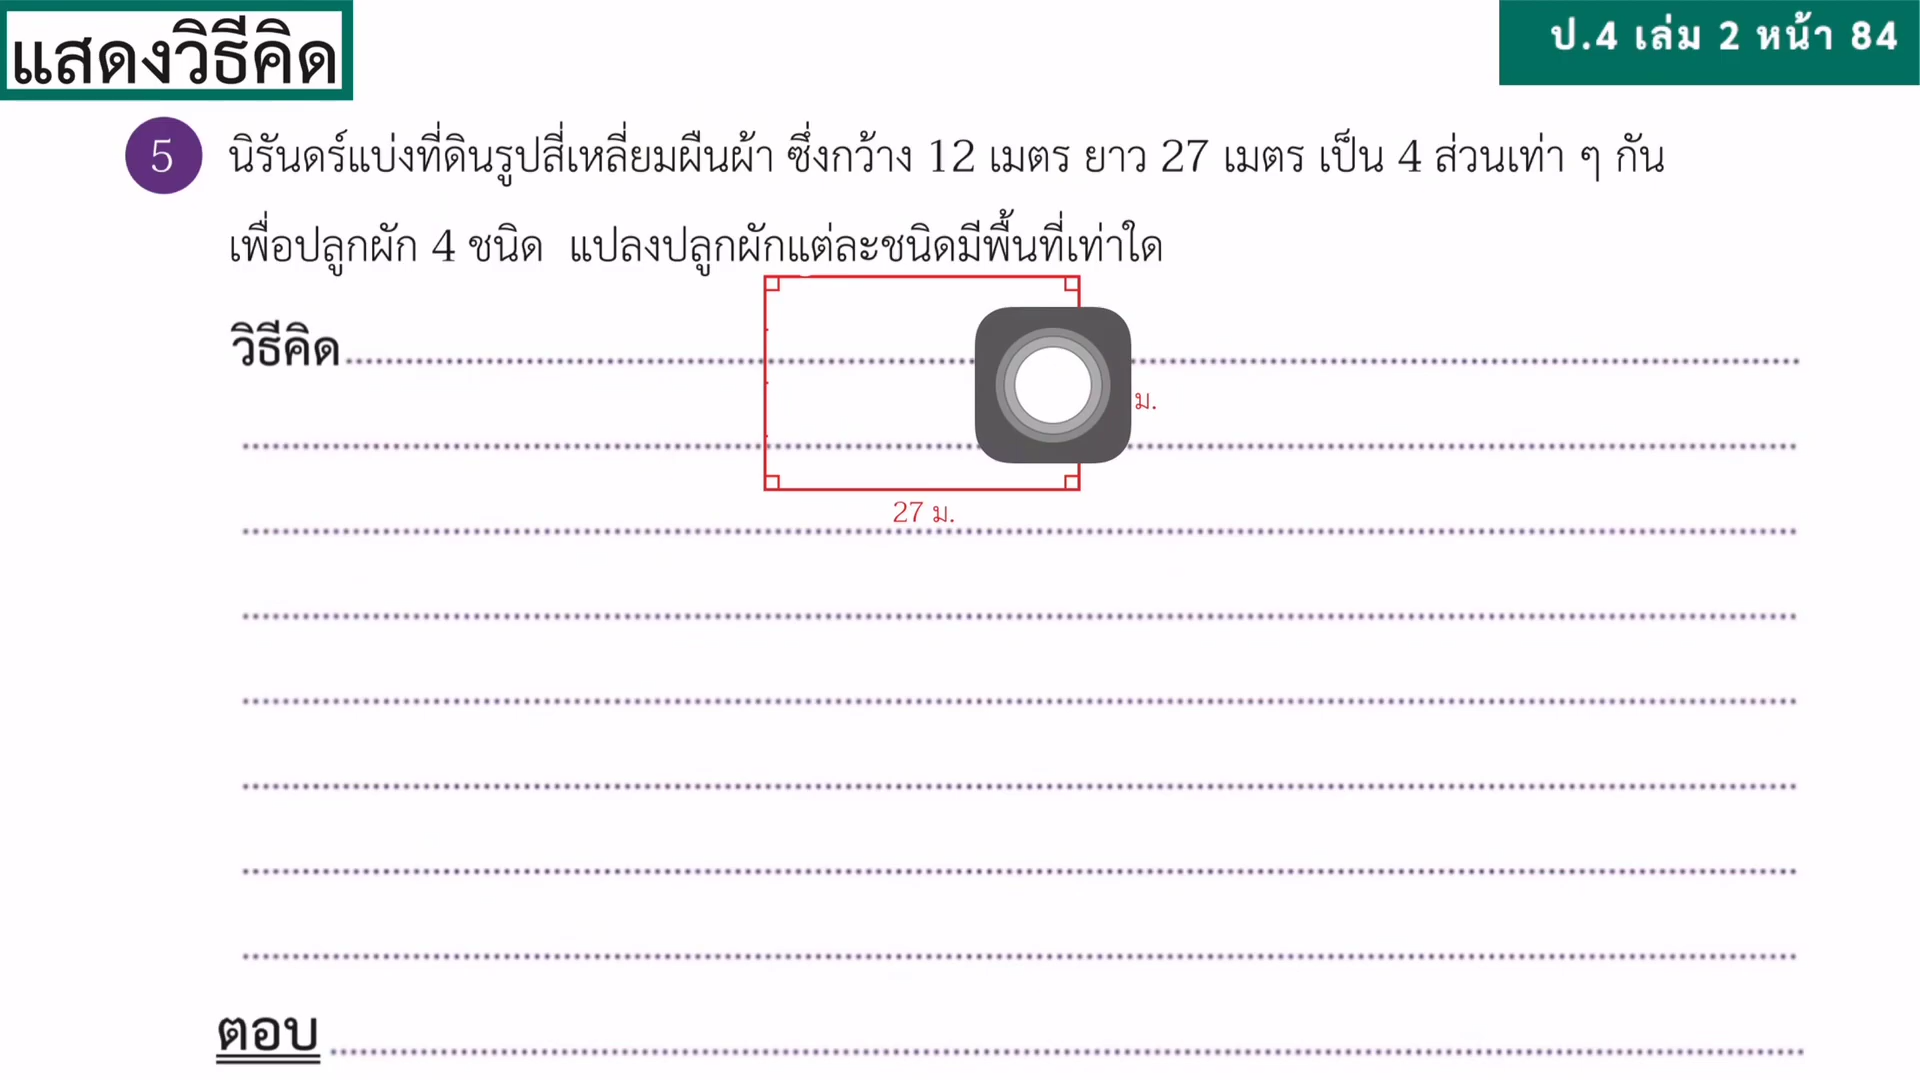 แสดงวิธีคิด
ป.4 เล่ม 2 หน้า 84
5 นิรันดร์แบ่งที่ดินรูปสี่เหลี่ยมผืนผ้า ซึ่งกว้าง 12 เมตร ยาว 27 เมตร เป็น 4 ส่วนเท่า ๆ กัน
เพื่อปลูกผัก 4 ชนิด แปลงปลูกผักแต่ละชนิดมีพื้นที่เท่าใด
วิธีคิด
ม.
27 ม.
ตอบ